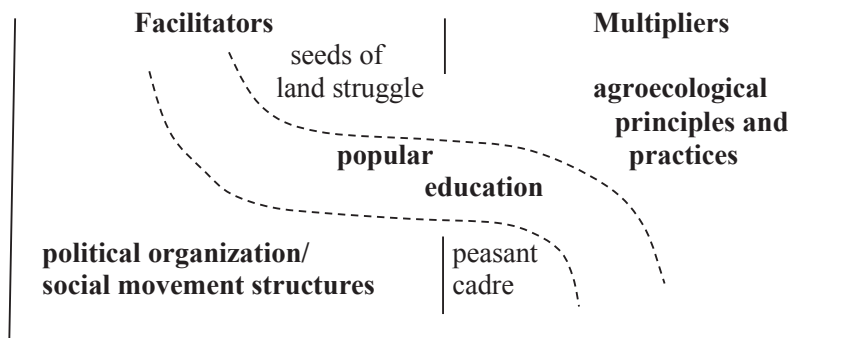 Facilitators
Multipliers
seeds of
land struggle
agroecological
principles and
practices
popular
education
political organization/
social movement structures
peasant
cadre